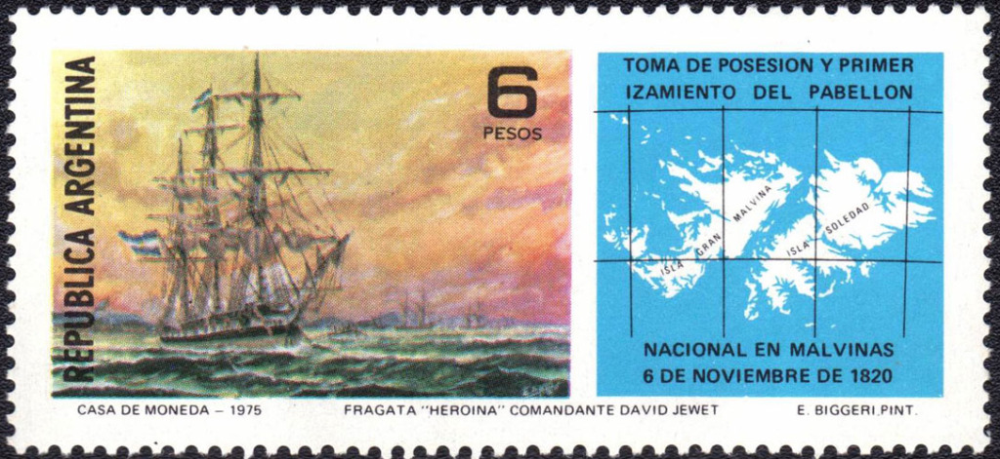 REPUBLICA ARGENTINA
6
PESOS
TOMA DE POSESION Y PRIMER
IZAMIENTO DEL PABELLON
ISLA GRAN MALVINA
ISLA SOLEDAD
NACIONAL EN MALVINAS
6 DE NOVIEMBRE DE 1820
CASA DE MONEDA – 1975
FRAGATA "HEROINA" COMANDANTE DAVID JEWET
E. BIGGERI.PINT.